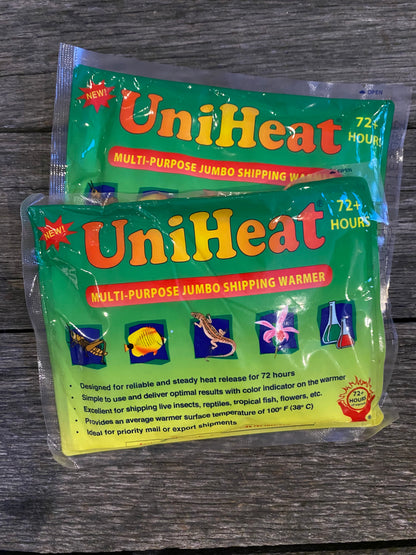 OPEN
NEW!
UniHeat
72+
HOURS
MULTI-PURPOSE JUMBO SHIPPING WARMER
OPEN
NEW!
UniHeat
72+
HOURS
MULTI-PURPOSE JUMBO SHIPPING WARMER
• Designed for reliable and steady heat release for 72 hours
• Simple to use and deliver optimal results with color indicator on the warmer
• Excellent for shipping live insects, reptiles, tropical fish, flowers, etc.
• Provides an average warmer surface temperature of 100° F (38° C)
• Ideal for priority mail or export shipments
72+
HOURS